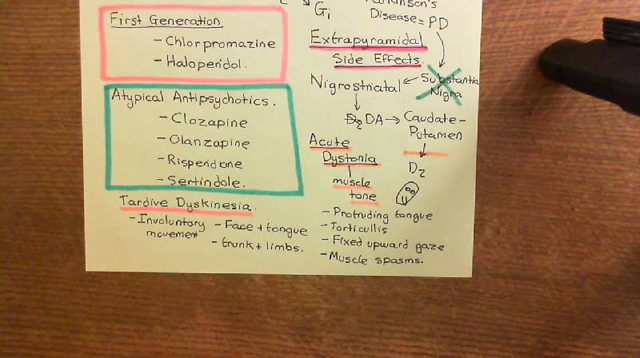 First Generation
- Chlorpromazine
- Haloperidol.
Atypical Antipsychotics.
- Clozapine
- Olanzapine
- Risperidone
- Sertindole.
Tardive Dyskinesia.
- Involuntary movement
- Face + tongue
- trunk + limbs.
Gi
Parkinson's
Disease = PD
Extrapyramidal
Side Effects
Substantia
Nigra
Nigrostriatal
DA → Caudate-
Putamen
D2
Acute
Dystonia
muscle
tone
- Protruding tongue
- Torticullis
- Fixed upward gaze
- Muscle spasms.